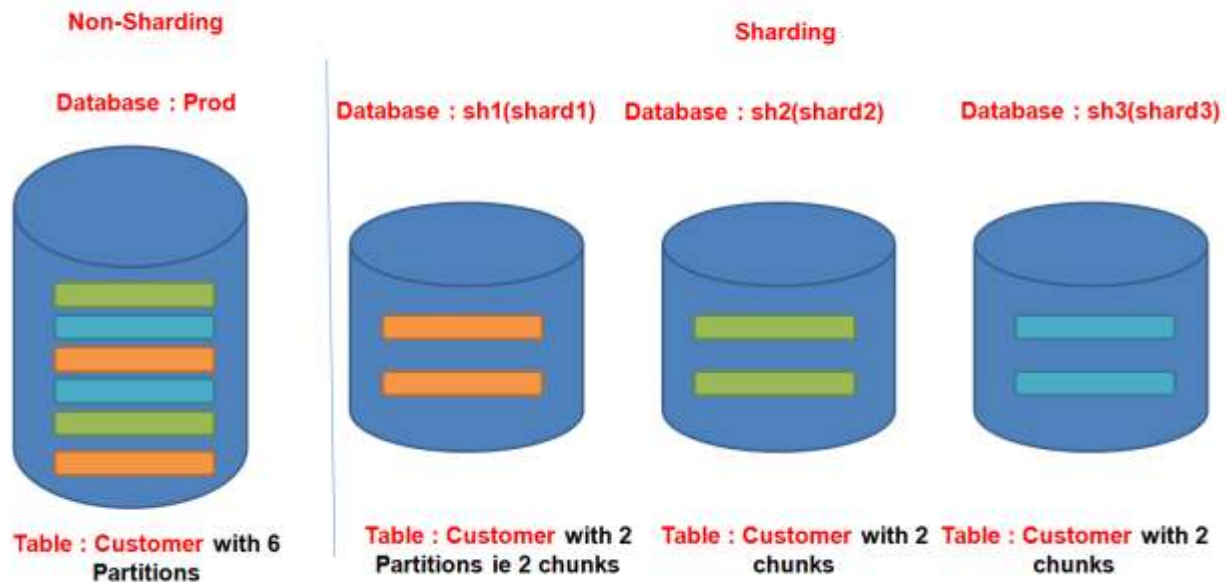 Non-Sharding
Sharding
Database : Prod
Database : sh1(shard1)
Database : sh2(shard2)
Database : sh3(shard3)
Table : Customer with 6
Partitions
Table : Customer with 2
Partitions ie 2 chunks
Table : Customer with 2
chunks
Table : Customer with 2
chunks